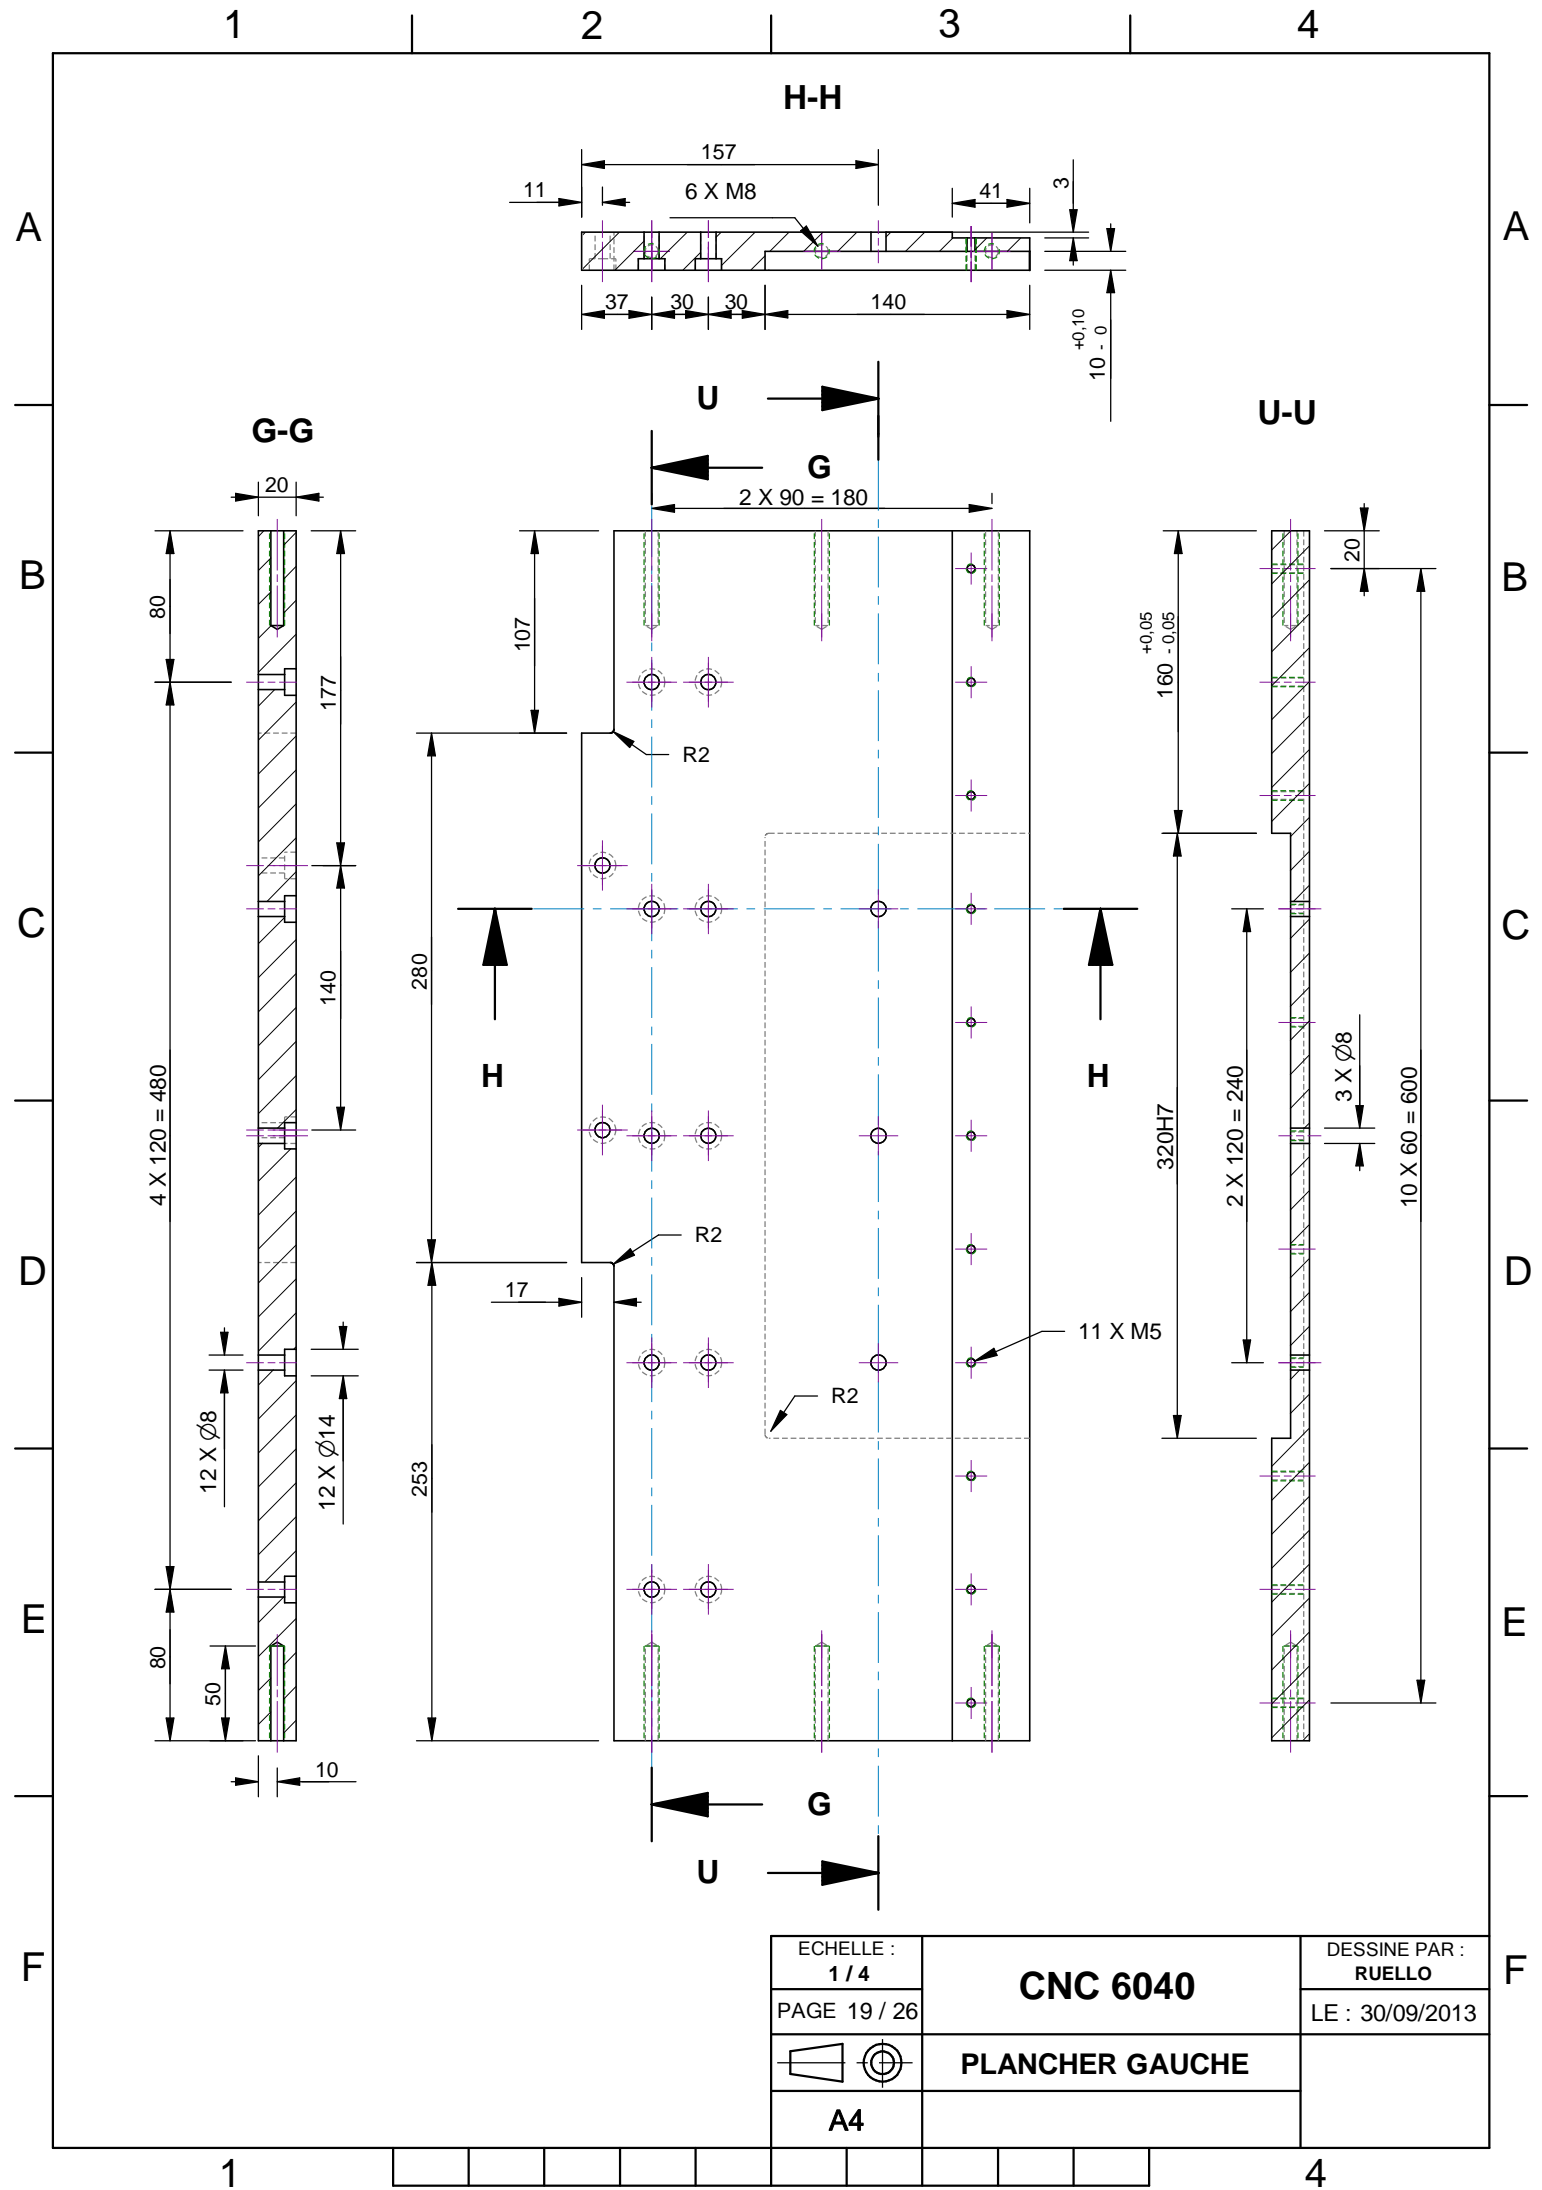 1
2
3
4
H-H
157
11
6 X M8
41
3
A
A
37
30
30
140
+0,10
10 - 0
U
G-G
U-U
G
20
2 X 90 = 180
B
B
80
177
107
20
+0,05
160 - 0,05
R2
C
C
140
280
H
H
4 X 120 = 480
320H7
2 X 120 = 240
3 X Ø8
10 X 60 = 600
R2
D
D
17
11 X M5
R2
12 X Ø8
12 X Ø14
253
E
E
80
50
10
G
U
F
F
ECHELLE :
1 / 4
CNC 6040
DESSINE PAR :
RUELLO
PAGE 19 / 26
LE : 30/09/2013
PLANCHER GAUCHE
A4
1
4